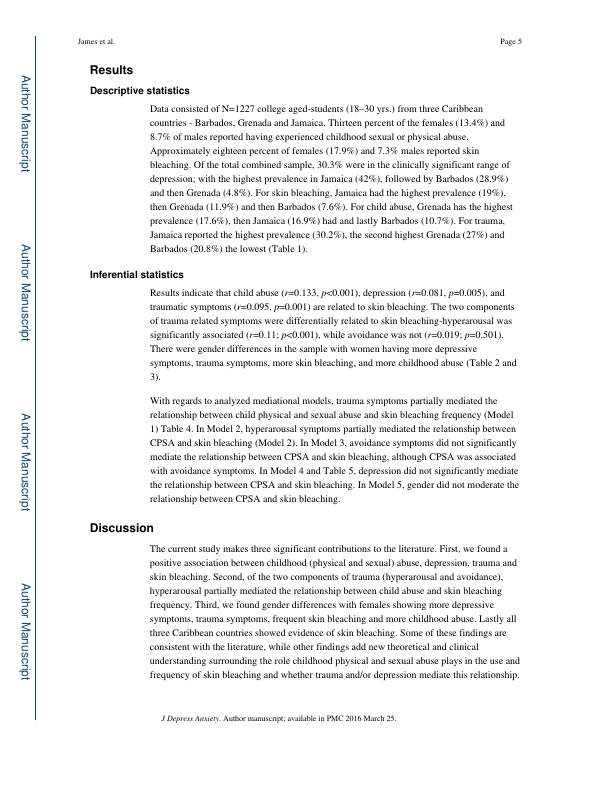 James et al.
Page 5
Results
Descriptive statistics
Data consisted of N=1227 college aged-students (18–30 yrs.) from three Caribbean
countries - Barbados, Grenada and Jamaica. Thirteen percent of the females (13.4%) and
8.7% of males reported having experienced childhood sexual or physical abuse.
Approximately eighteen percent of females (17.9%) and 7.3% males reported skin
bleaching. Of the total combined sample, 30.3% were in the clinically significant range of
depression; with the highest prevalence in Jamaica (42%), followed by Barbados (28.9%)
and then Grenada (4.8%). For skin bleaching, Jamaica had the highest prevalence (19%),
then Grenada (11.9%) and then Barbados (7.6%). For child abuse, Grenada has the highest
prevalence (17.6%), then Jamaica (16.9%) had and lastly Barbados (10.7%). For trauma,
Jamaica reported the highest prevalence (30.2%), the second highest Grenada (27%) and
Barbados (20.8%) the lowest (Table 1).
Inferential statistics
Results indicate that child abuse (r=0.133, p<0.001), depression (r=0.081, p=0.005), and
traumatic symptoms (r=0.095, p=0.001) are related to skin bleaching. The two components
of trauma related symptoms were differentially related to skin bleaching-hyperarousal was
significantly associated (r=0.11; p<0.001), while avoidance was not (r=0.019; p=0.501).
There were gender differences in the sample with women having more depressive
symptoms, trauma symptoms, more skin bleaching, and more childhood abuse (Table 2 and
3).
With regards to analyzed mediational models, trauma symptoms partially mediated the
relationship between child physical and sexual abuse and skin bleaching frequency (Model
1) Table 4. In Model 2, hyperarousal symptoms partially mediated the relationship between
CPSA and skin bleaching (Model 2). In Model 3, avoidance symptoms did not significantly
mediate the relationship between CPSA and skin bleaching, although CPSA was associated
with avoidance symptoms. In Model 4 and Table 5, depression did not significantly mediate
the relationship between CPSA and skin bleaching. In Model 5, gender did not moderate the
relationship between CPSA and skin bleaching.
Discussion
The current study makes three significant contributions to the literature. First, we found a
positive association between childhood (physical and sexual) abuse, depression, trauma and
skin bleaching. Second, of the two components of trauma (hyperarousal and avoidance),
hyperarousal partially mediated the relationship between child abuse and skin bleaching
frequency. Third, we found gender differences with females showing more depressive
symptoms, trauma symptoms, frequent skin bleaching and more childhood abuse. Lastly all
three Caribbean countries showed evidence of skin bleaching. Some of these findings are
consistent with the literature, while other findings add new theoretical and clinical
understanding surrounding the role childhood physical and sexual abuse plays in the use and
frequency of skin bleaching and whether trauma and/or depression mediate this relationship.
J Depress Anxiety. Author manuscript; available in PMC 2016 March 25.
Author Manuscript
Author Manuscript
Author Manuscript
Author Manuscript